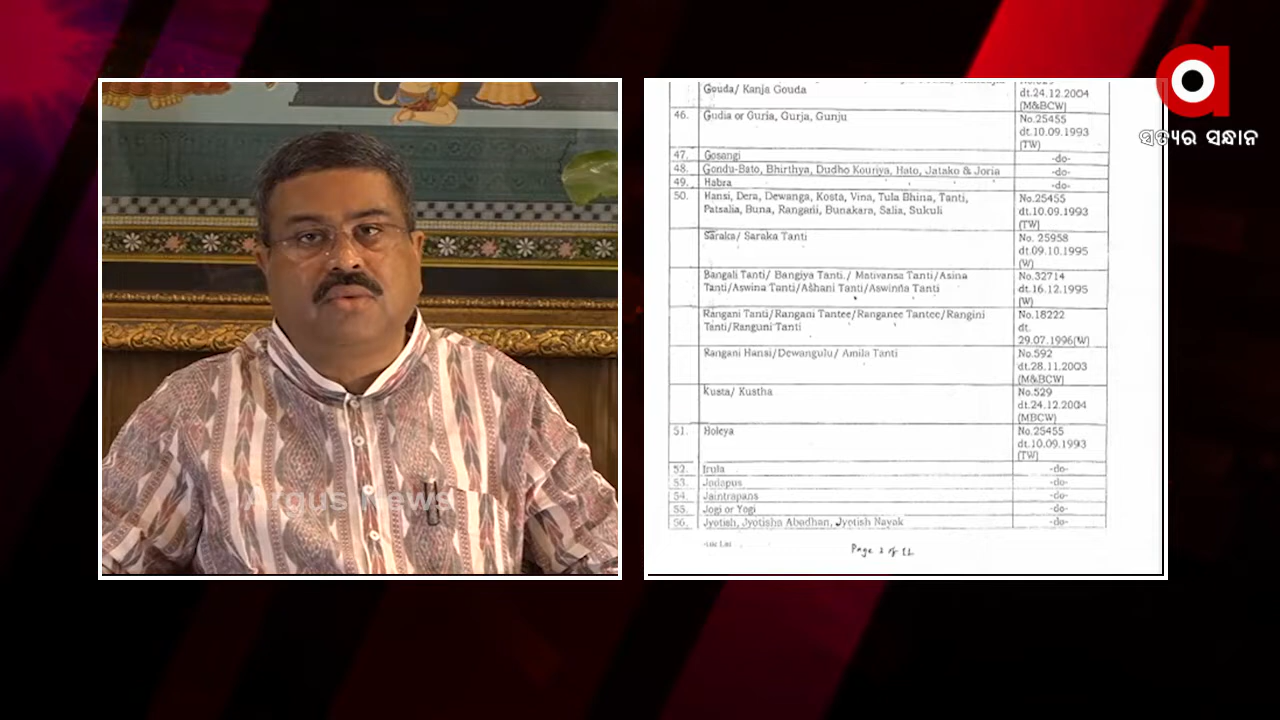 ସତ୍ୟର ସନ୍ଧାନ
Argus News
Gouda/ Kanja Gouda
dt.24.12.2004
(M&BCW)
46. Gudia or Guria, Gurja, Gunju No.25455
dt.10.09.1993
(TW)
47. Gosangi -do-
48. Gondu-Bato, Bhirthya, Dudho Kouriya, Hato, Jatako & Joria -do-
49. Habra -do-
50. Hansi, Dera, Dewanga, Kosta, Vina, Tula Bhina, Tanti, No.25455
Patsalia, Buna, Rangani, Bunakara, Salia, Sukuli dt.10.09.1993
(TW)
Saraka/ Saraka Tanti No. 25958
dt.09.10.1995
(W)
Bangali Tanti/ Bangiya Tanti./ Mativansa Tanti/Asina No.32714
Tanti/Aswina Tanti/Ashani Tanti/Aswinna Tanti dt.16.12.1995
(W)
Rangani Tanti/Rangani Tantee/Ranganee Tantee/Rangini No.18222
Tanti/Ranguni Tanti dt.
29.07.1996(W)
Rangani Hansi/Dewangulu/ Amila Tanti No.592
dt.28.11.2003
(M&BCW)
Kusta/ Kustha No.529
dt.24.12.2004
(MBCW)
51. Holeya No.25455
dt.10.09.1993
(TW)
52. Irula -do-
53. Jadapus -do-
54. Jaintrapans -do-
55. Jogi or Yogi -do-
56. Jyotish, Jyotisha Abadhan, Jyotish Nayak -do-
Page 3 of 11